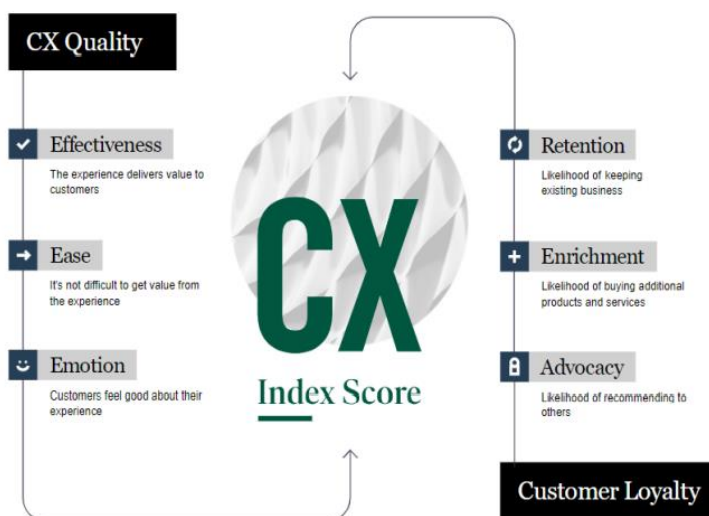 CX Quality
Effectiveness
The experience delivers value to
customers
Ease
It's not difficult to get value from
the experience
Emotion
Customers feel good about their
experience
CX
Index Score
Retention
Likelihood of keeping
existing business
Enrichment
Likelihood of buying additional
products and services
Advocacy
Likelihood of recommending to
others
Customer Loyalty